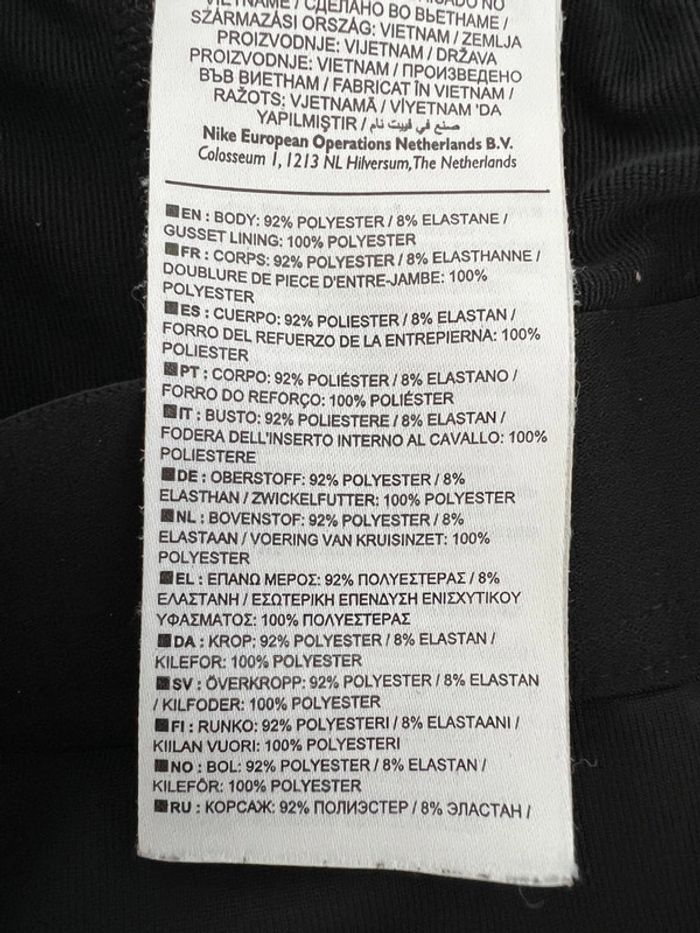 VIETNAME / СДЕЛАНО ВО ВЬЕТНАМЕ /
SZÁRMAZÁSI ORSZÁG: VIETNAM / ZEMLJA
PROIZVODNJE: VIJETNAM / DRŽAVA
PROIZVODNJE: VIETNAM / ПРОИЗВЕДЕНО
ВЪВ ВИЕТНАМ / FABRICAT ÎN VIETNAM /
RAŽOTS: VJETNAMĀ / VİYETNAM 'DA
YAPILMIŞTIR / صنع في فييت نام
Nike European Operations Netherlands B.V.
Colosseum 1, 1213 NL Hilversum, The Netherlands
EN : BODY: 92% POLYESTER / 8% ELASTANE /
GUSSET LINING: 100% POLYESTER
FR : CORPS: 92% POLYESTER / 8% ELASTHANNE /
DOUBLURE DE PIECE D'ENTRE-JAMBE: 100%
POLYESTER
ES : CUERPO: 92% POLIESTER / 8% ELASTAN /
FORRO DEL REFUERZO DE LA ENTREPIERNA: 100%
POLIESTER
PT : CORPO: 92% POLIÉSTER / 8% ELASTANO /
FORRO DO REFORÇO: 100% POLIÉSTER
IT : BUSTO: 92% POLIESTERE / 8% ELASTAN /
FODERA DELL'INSERTO INTERNO AL CAVALLO: 100%
POLIESTERE
DE : OBERSTOFF: 92% POLYESTER / 8%
ELASTHAN / ZWICKELFUTTER: 100% POLYESTER
NL : BOVENSTOF: 92% POLYESTER / 8%
ELASTAAN / VOERING VAN KRUISINZET: 100%
POLYESTER
EL : ΕΠΑΝΩ ΜΕΡΟΣ: 92% ΠΟΛΥΕΣΤΕΡΑΣ / 8%
ΕΛΑΣΤΑΝΗ / ΕΣΩΤΕΡΙΚΗ ΕΠΕΝΔΥΣΗ ΕΝΙΣΧΥΤΙΚΟΥ
ΥΦΑΣΜΑΤΟΣ: 100% ΠΟΛΥΕΣΤΕΡΑΣ
DA : KROP: 92% POLYESTER / 8% ELASTAN /
KILEFOR: 100% POLYESTER
SV : ÖVERKROPP: 92% POLYESTER / 8% ELASTAN
/ KILFODER: 100% POLYESTER
FI : RUNKO: 92% POLYESTERI / 8% ELASTAANI /
KIILAN VUORI: 100% POLYESTERI
NO : BOL: 92% POLYESTER / 8% ELASTAN /
KILEFÔR: 100% POLYESTER
RU : КОРСАЖ: 92% ПОЛИЭСТЕР / 8% ЭЛАСТАН /